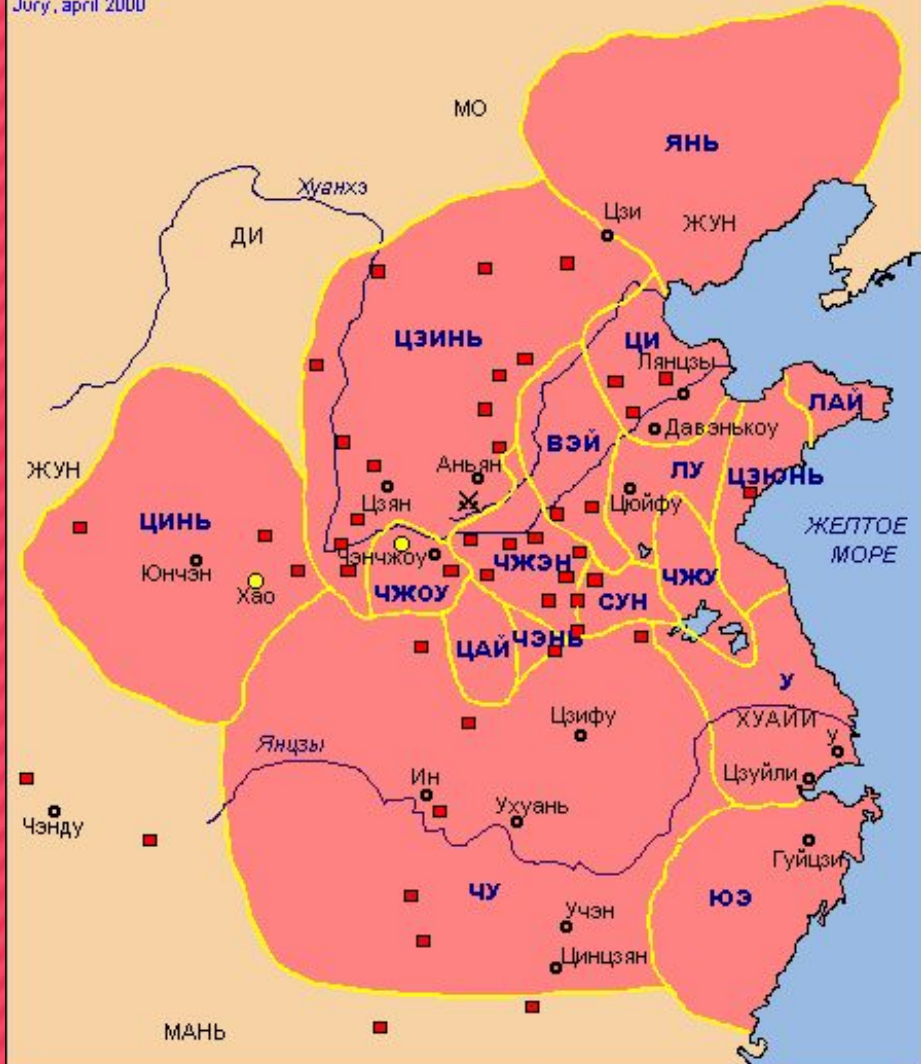 Jury, april 2000
МО
ЯНЬ
Хуанхэ
Цзи
ЖУН
ДИ
ЦЗИНЬ
ЦИ
Лянцзы
ЛАЙ
Давэнькоу
ВЭЙ
ЖУН
Аньян
ЛУ
ЦЗЮНЬ
Цзян
Цюйфу
ЦИНЬ
ЖЕЛТОЕ
МОРЕ
Чэнчжоу
Юнчэн
ЧЖЭН
ЧЖУ
Хао
ЧЖОУ
СУН
ЧЭНЬ
ЦАЙ
У
Цзифу
ХУАЙИ
У
Янцзы
Ин
Цзуйли
Ухуань
Чэнду
Гуйцзи
ЧУ
ЮЭ
Учэн
Цинцзян
МАНЬ